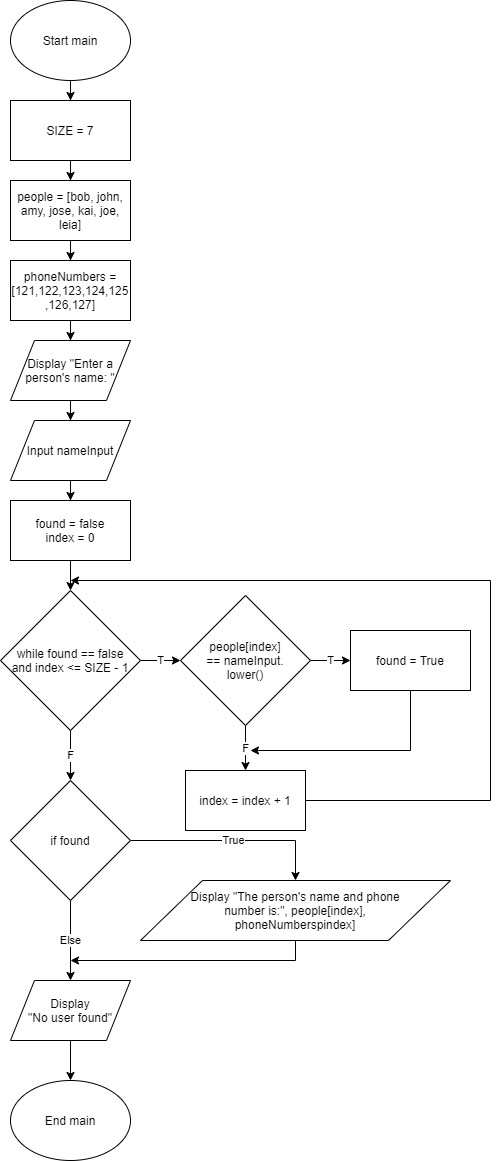 Start main
SIZE = 7
people = [bob, john,
amy, jose, kai, joe,
leia]
phoneNumbers =
[121,122,123,124,125
,126,127]
Display "Enter a
person's name: "
Input nameInput
found = false
index = 0
while found == false
and index <= SIZE - 1
T
people[index]
== nameInput.
lower()
T
found = True
F
F
index = index + 1
if found
True
Display "The person's name and phone
number is:", people[index],
phoneNumberspindex]
Else
Display
"No user found"
End main